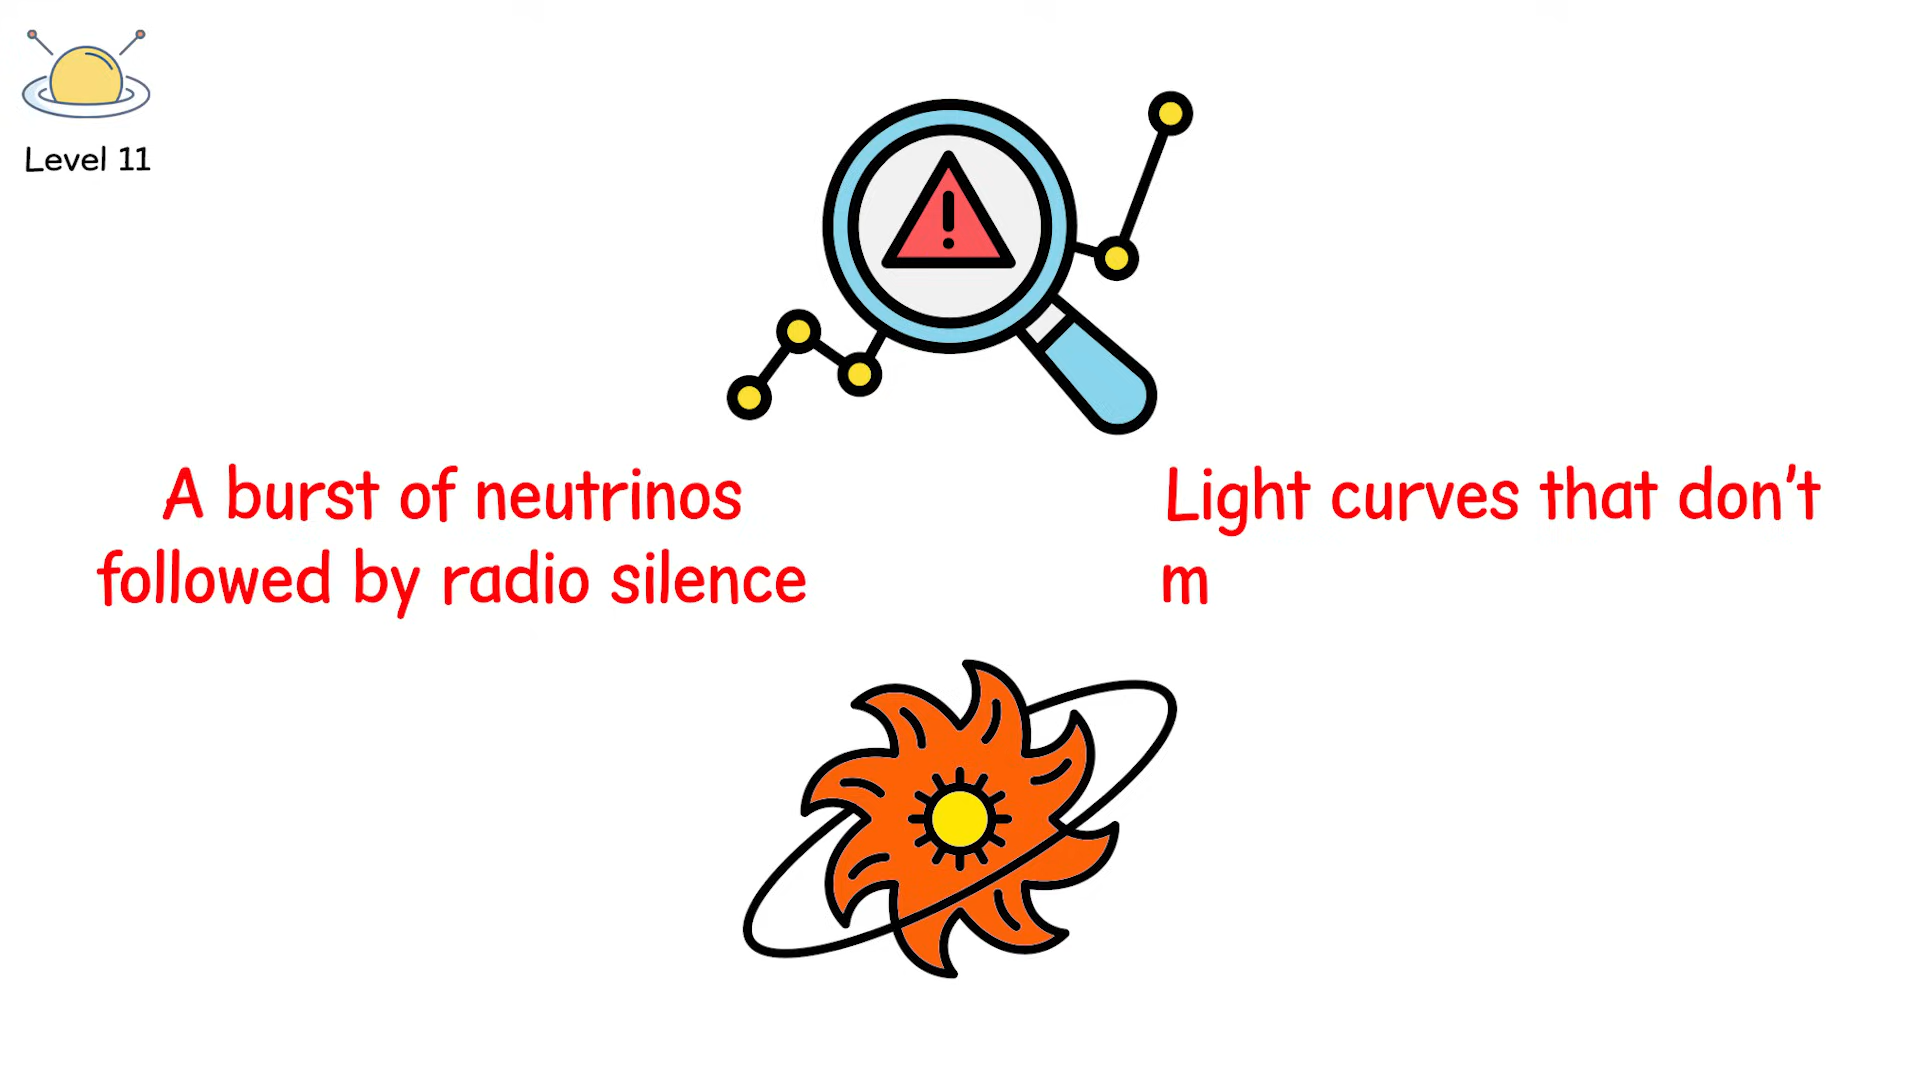 Level 11
A burst of neutrinos
followed by radio silence
Light curves that don't
m